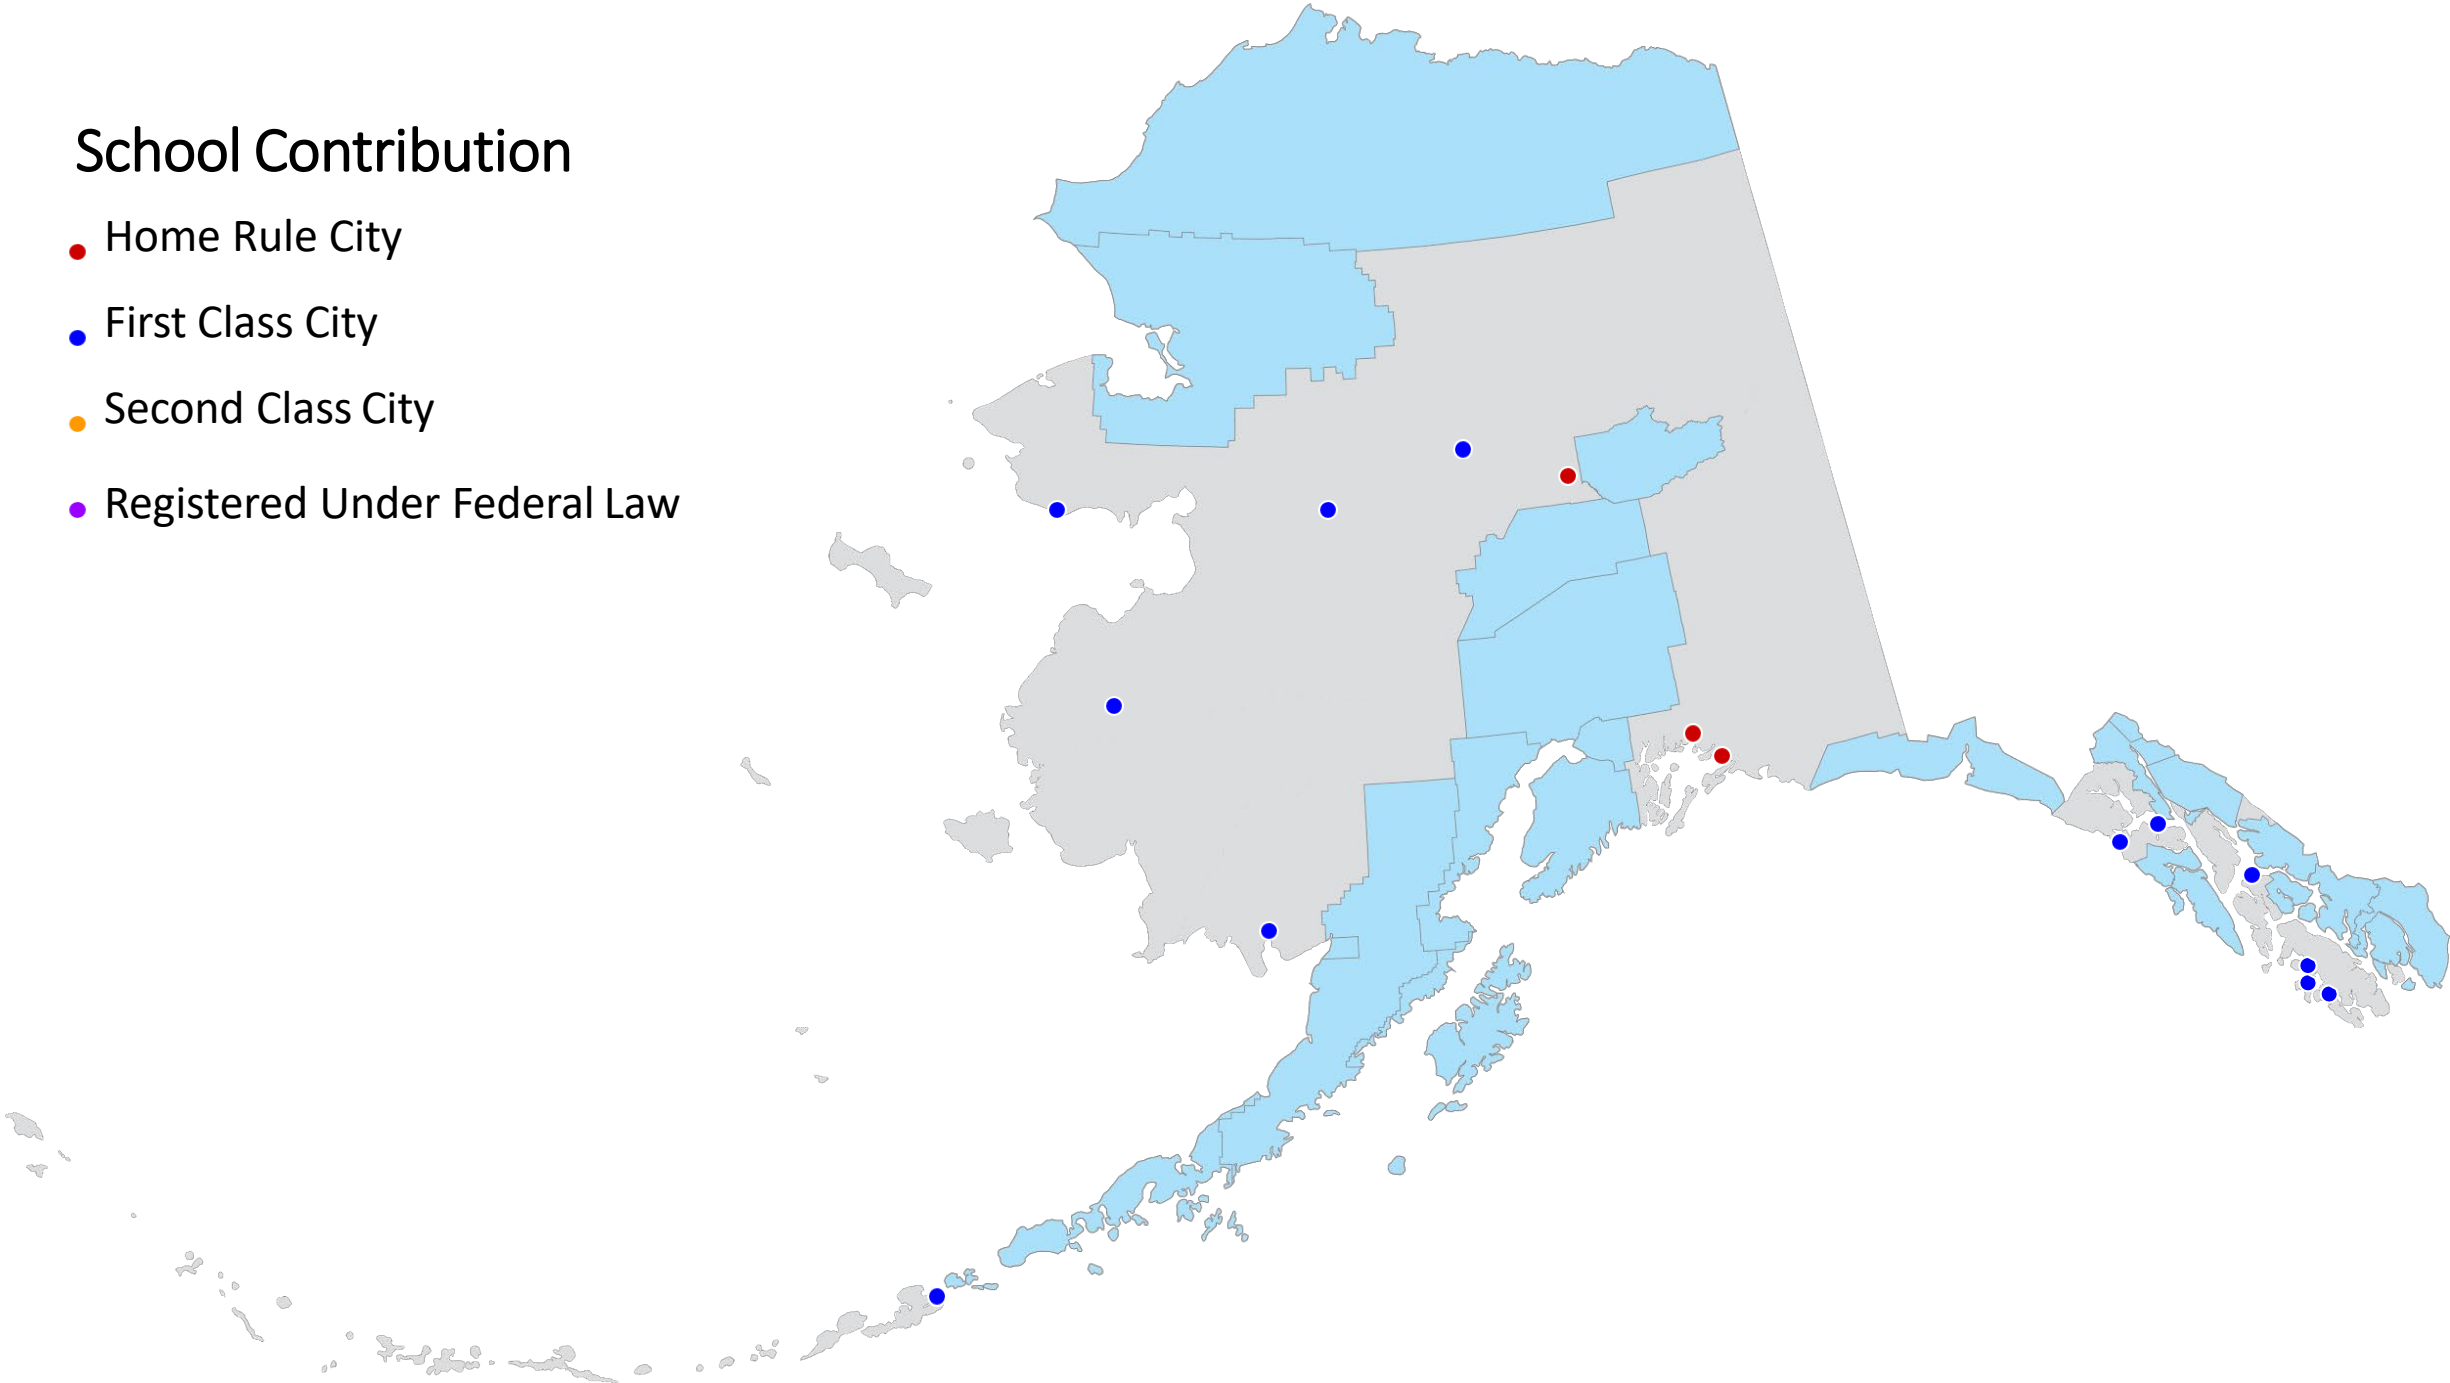 School Contribution
Home Rule City
First Class City
Second Class City
Registered Under Federal Law